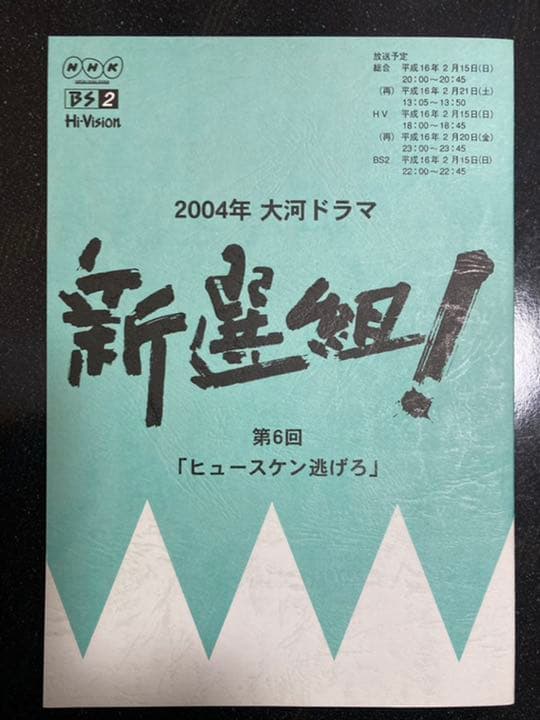 NHK
BS2
Hi-Vision
放送予定
総合 平成16年 2月15日(日)
20:00〜20:45
(再) 平成16年 2月21日(土)
13:05〜13:50
HV 平成16年 2月15日(日)
18:00〜18:45
(再) 平成16年 2月20日(金)
23:00〜23:45
BS2 平成16年 2月15日(日)
22:00〜22:45
2004年 大河ドラマ
新選組!
第6回
「ヒュースケン逃げろ」